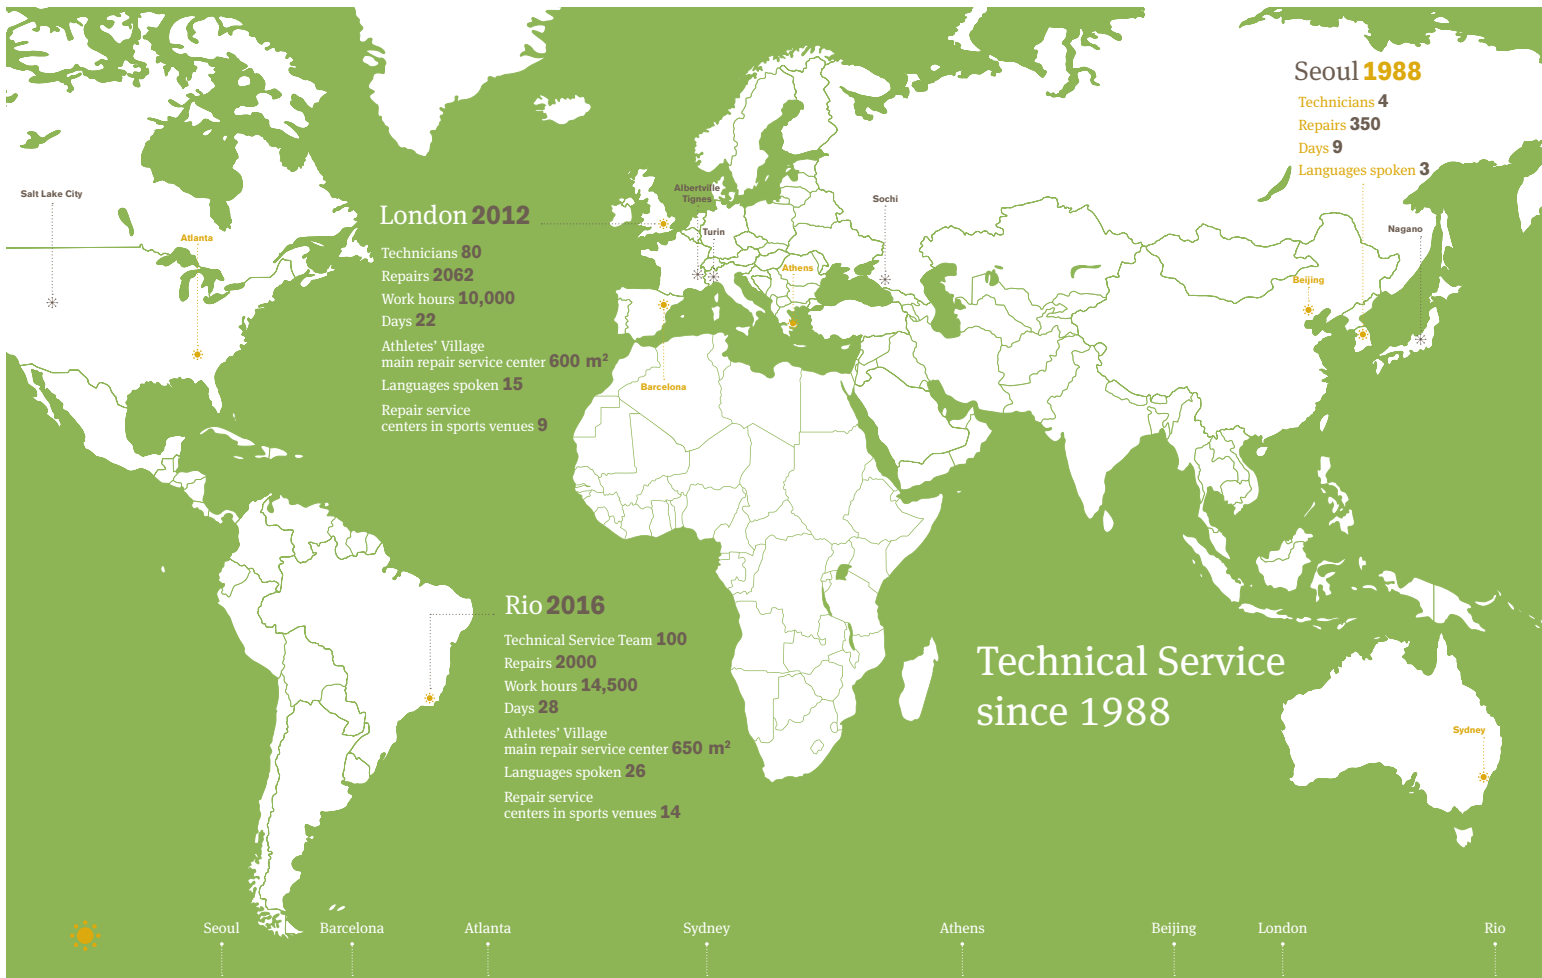 Seoul 1988
Technicians 4
Repairs 350
Days 9
Languages spoken 3
Salt Lake City
Atlanta
London 2012
Technicians 80
Repairs 2062
Work hours 10,000
Days 22
Athletes’ Village
main repair service center 600 m²
Languages spoken 15
Repair service
centers in sports venues 9
Albertville
Tignes
Turin
Athens
Barcelona
Sochi
Nagano
Beijing
Rio 2016
Technical Service Team 100
Repairs 2000
Work hours 14,500
Days 28
Athletes’ Village
main repair service center 650 m²
Languages spoken 26
Repair service
centers in sports venues 14
Technical Service
since 1988
Sydney
Seoul
Barcelona
Atlanta
Sydney
Athens
Beijing
London
Rio